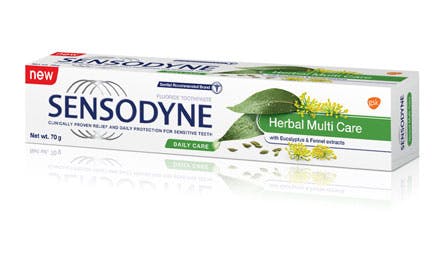 new
Dentist Recommended Brand
FLUORIDE TOOTHPASTE
SENSODYNE
CLINICALLY PROVEN RELIEF AND DAILY PROTECTION FOR SENSITIVE TEETH
Net wt. 70 g
DAILY CARE
Herbal Multi Care
with Eucalyptus & Fennel extracts
gsk